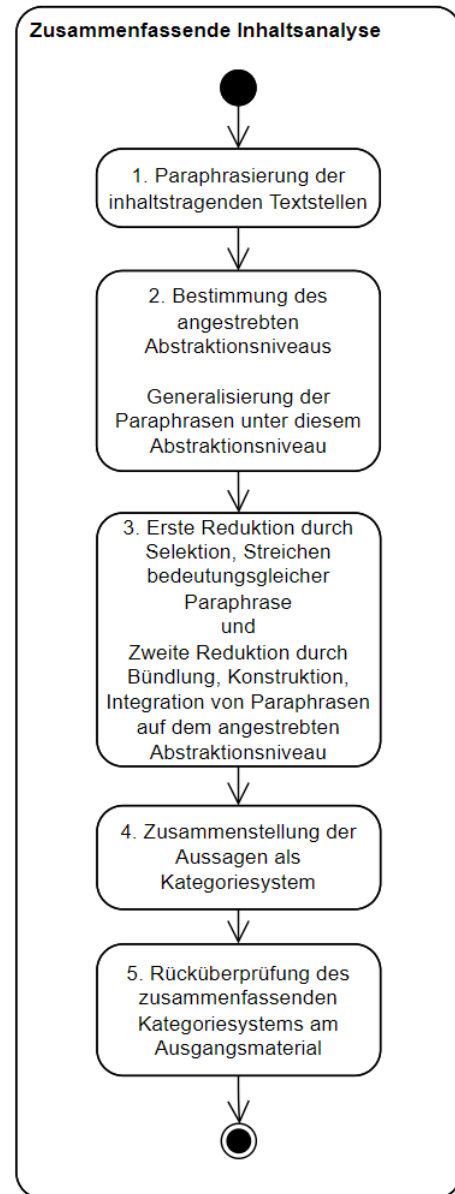 Zusammenfassende Inhaltsanalyse
1. Paraphrasierung der
inhaltstragenden Textstellen
2. Bestimmung des
angestrebten
Abstraktionsniveaus
Generalisierung der
Paraphrasen unter diesem
Abstraktionsniveau
3. Erste Reduktion durch
Selektion, Streichen
bedeutungsgleicher
Paraphrase
und
Zweite Reduktion durch
Bündlung, Konstruktion,
Integration von Paraphrasen
auf dem angestrebten
Abstraktionsniveau
4. Zusammenstellung der
Aussagen als
Kategoriesystem
5. Rücküberprüfung des
zusammenfassenden
Kategoriesystems am
Ausgangsmaterial